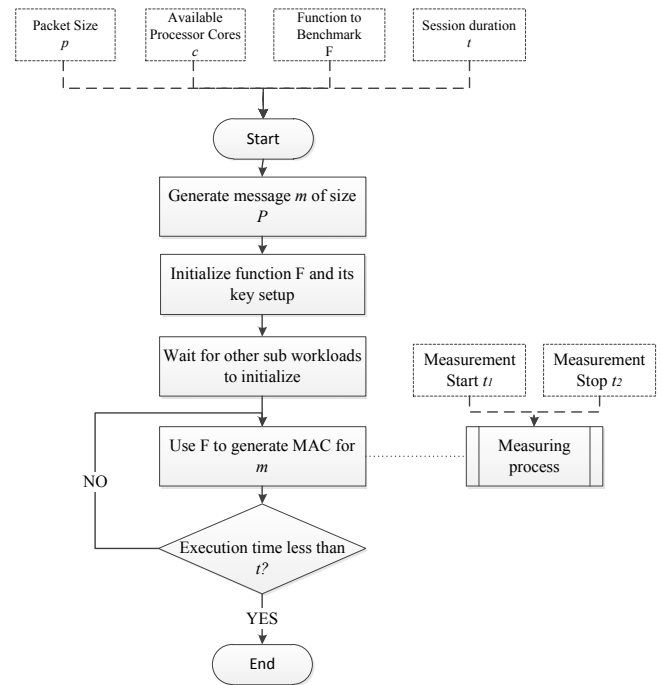 Packet Size
p
Available
Processor Cores
c
Function to
Benchmark
F
Session duration
t
Start
Generate message m of size
P
Initialize function F and its
key setup
Wait for other sub workloads
to initialize
Measurement
Start t1
Measurement
Stop t2
Use F to generate MAC for
m
Measuring
process
NO
Execution time less than
t?
YES
End